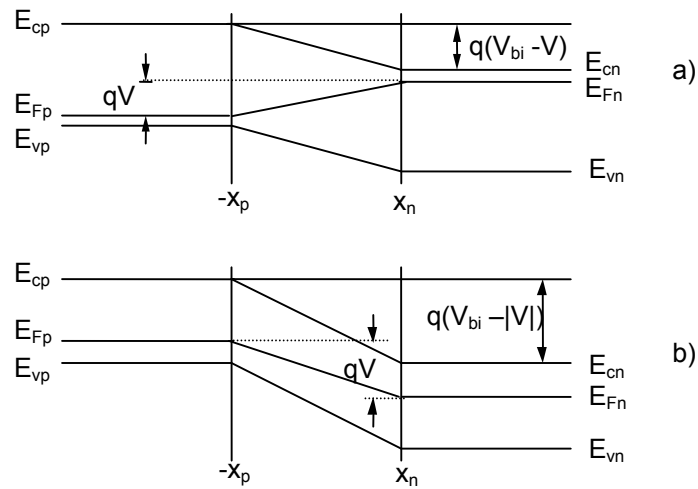 E_cp
q(V_bi -V)
E_cn
a)
E_Fn
qV
E_Fp
E_vp
E_vn
-x_p
x_n
E_cp
q(V_bi –|V|)
E_Fp
qV
E_vp
E_cn
b)
E_Fn
E_vn
-x_p
x_n